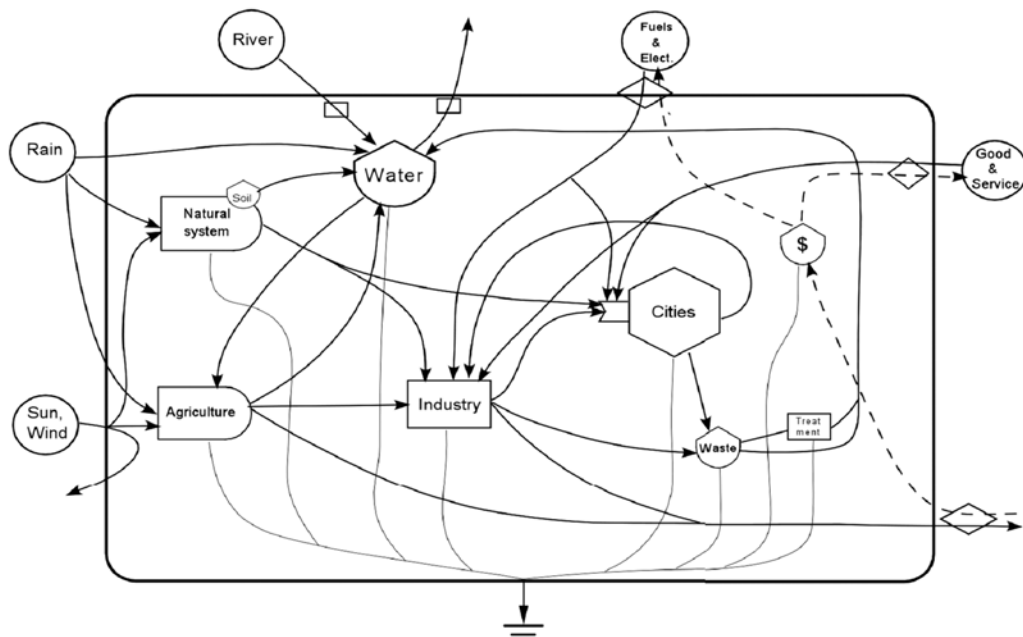 River
Fuels
&
Elect.
Rain
Water
Good
&
Service
Soil
Natural
system
$
Cities
Sun,
Wind
Agriculture
Industry
Treat
ment
Waste